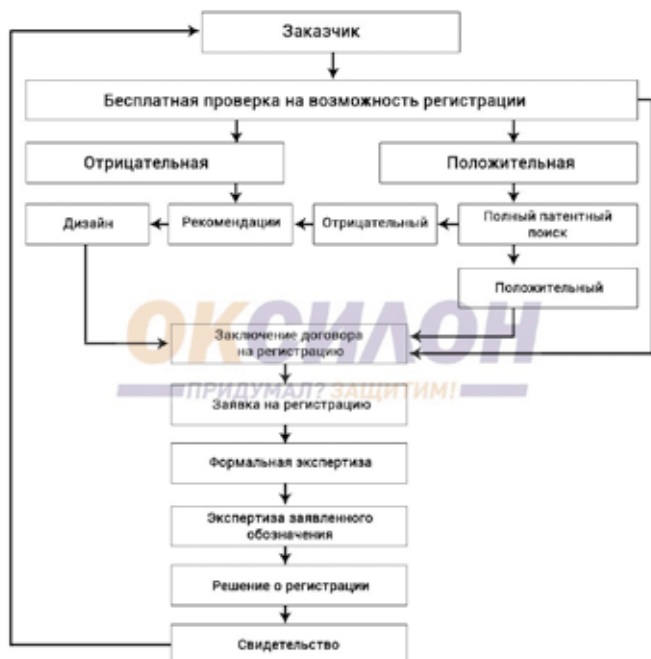 Заказчик
Бесплатная проверка на возможность регистрации
Отрицательная
Положительная
Дизайн
Рекомендации
Отрицательный
Полный патентный
поиск
Положительный
ОКСИЛОН
Заключение договора
на регистрацию
ПРИДУМАЛ? ЗАЩИТИМ!
Заявка на регистрацию
Формальная экспертиза
Экспертиза заявленного
обозначения
Решение о регистрации
Свидетельство